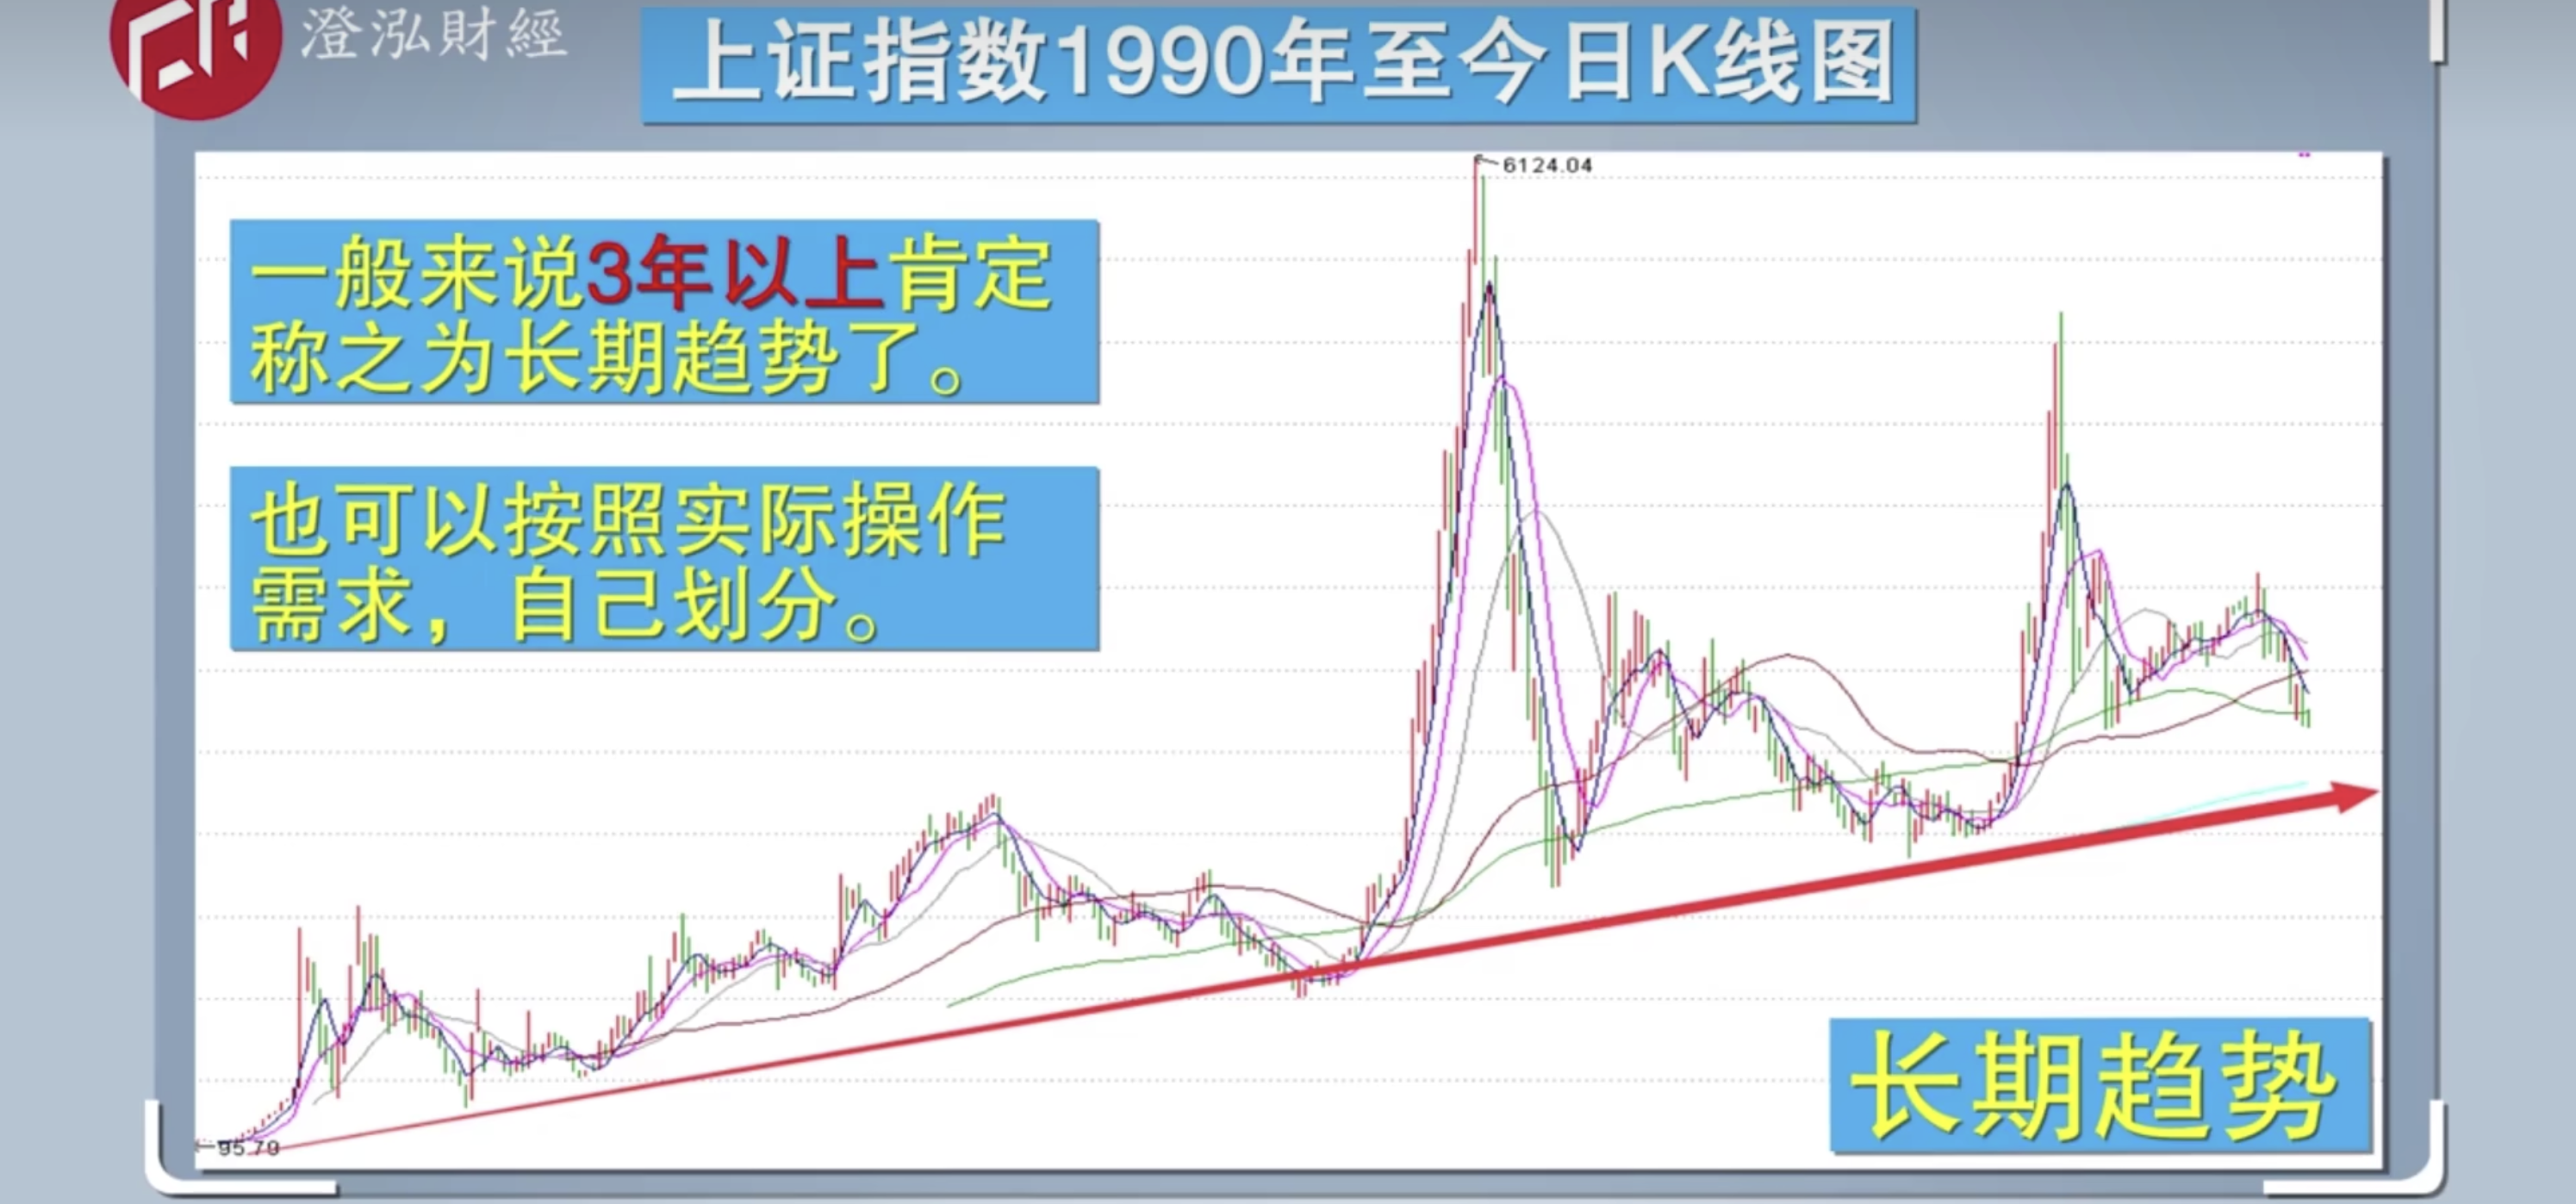 澄泓財經
上证指数1990年至今日K线图
6124.04
一般来说3年以上肯定
称之为长期趋势了。
也可以按照实际操作
需求，自己划分。
长期趋势
95.79